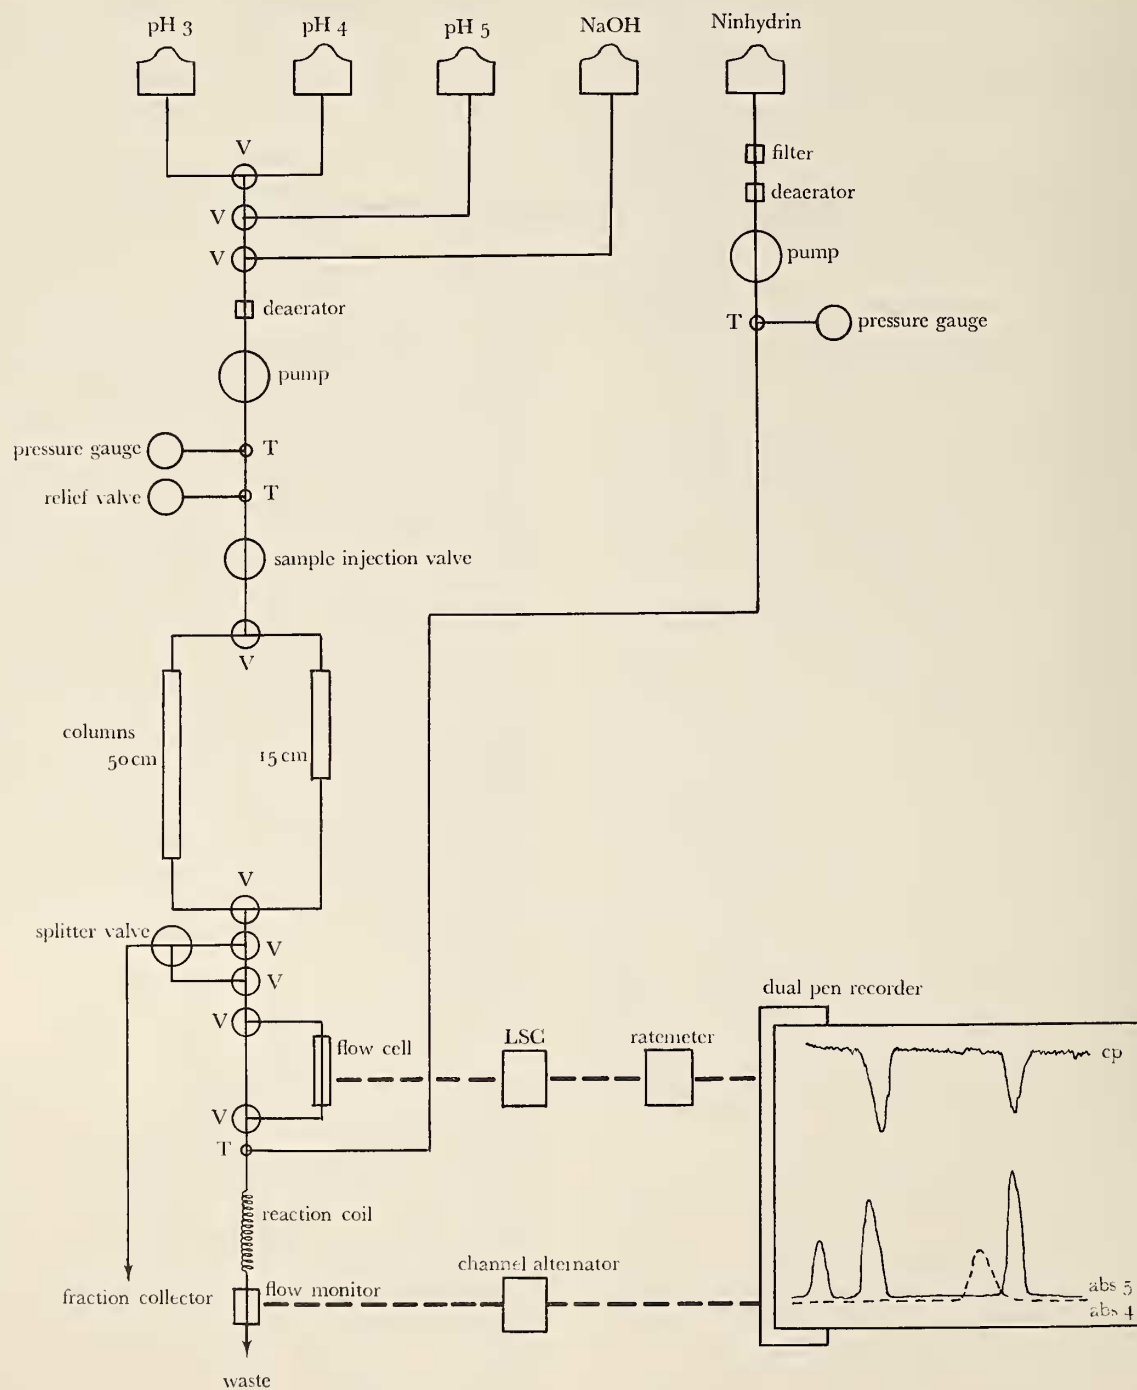 pH 3 pH 4 pH 5 NaOH Ninhydrin
V
filter
deaerator
V
V
pump
deaerator
T
pressure gauge
pump
pressure gauge
T
relief valve
T
sample injection valve
V
columns
50 cm
15 cm
V
splitter valve
V
V
dual pen recorder
V
flow cell
LSC
ratemeter
cp
V
T
reaction coil
channel alternator
flow monitor
fraction collector
abs 5
abs 4
waste